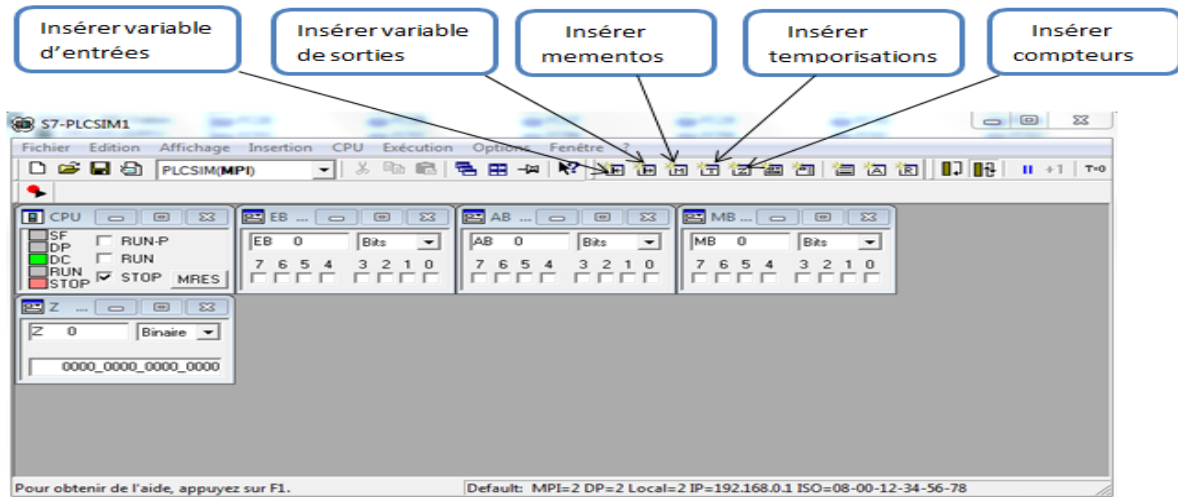 Insérer variable
d'entrées
Insérer variable
de sorties
Insérer
mementos
Insérer
temporisations
Insérer
compteurs
S7-PLCSIM1
Fichier Edition Affichage Insertion CPU Exécution Options Fenêtre ?
PLCSIM(MPI)
M T Z A R +1 T=0
CPU EB ... AB ... MB ...
SF
DP
DC
RUN
STOP
RUN-P
RUN
STOP MRES
EB 0 Bits
7 6 5 4 3 2 1 0
AB 0 Bits
7 6 5 4 3 2 1 0
MB 0 Bits
7 6 5 4 3 2 1 0
Z ...
Z 0 Binaire
0000_0000_0000_0000
Pour obtenir de l'aide, appuyez sur F1. Default: MPI=2 DP=2 Local=2 IP=192.168.0.1 ISO=08-00-12-34-56-78